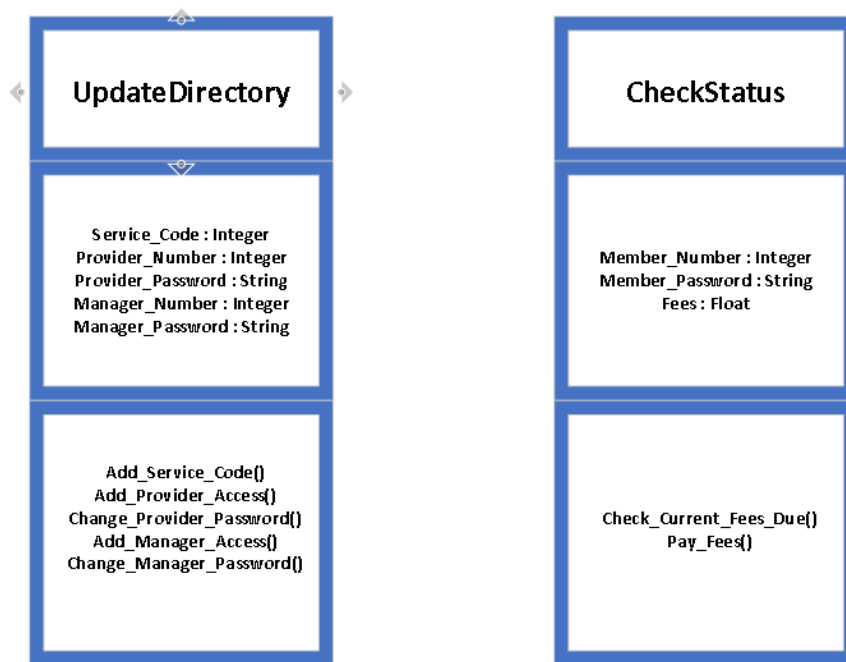 UpdateDirectory
Service_Code : Integer
Provider_Number : Integer
Provider_Password : String
Manager_Number : Integer
Manager_Password : String
Add_Service_Code()
Add_Provider_Access()
Change_Provider_Password()
Add_Manager_Access()
Change_Manager_Password()
CheckStatus
Member_Number : Integer
Member_Password : String
Fees : Float
Check_Current_Fees_Due()
Pay_Fees()